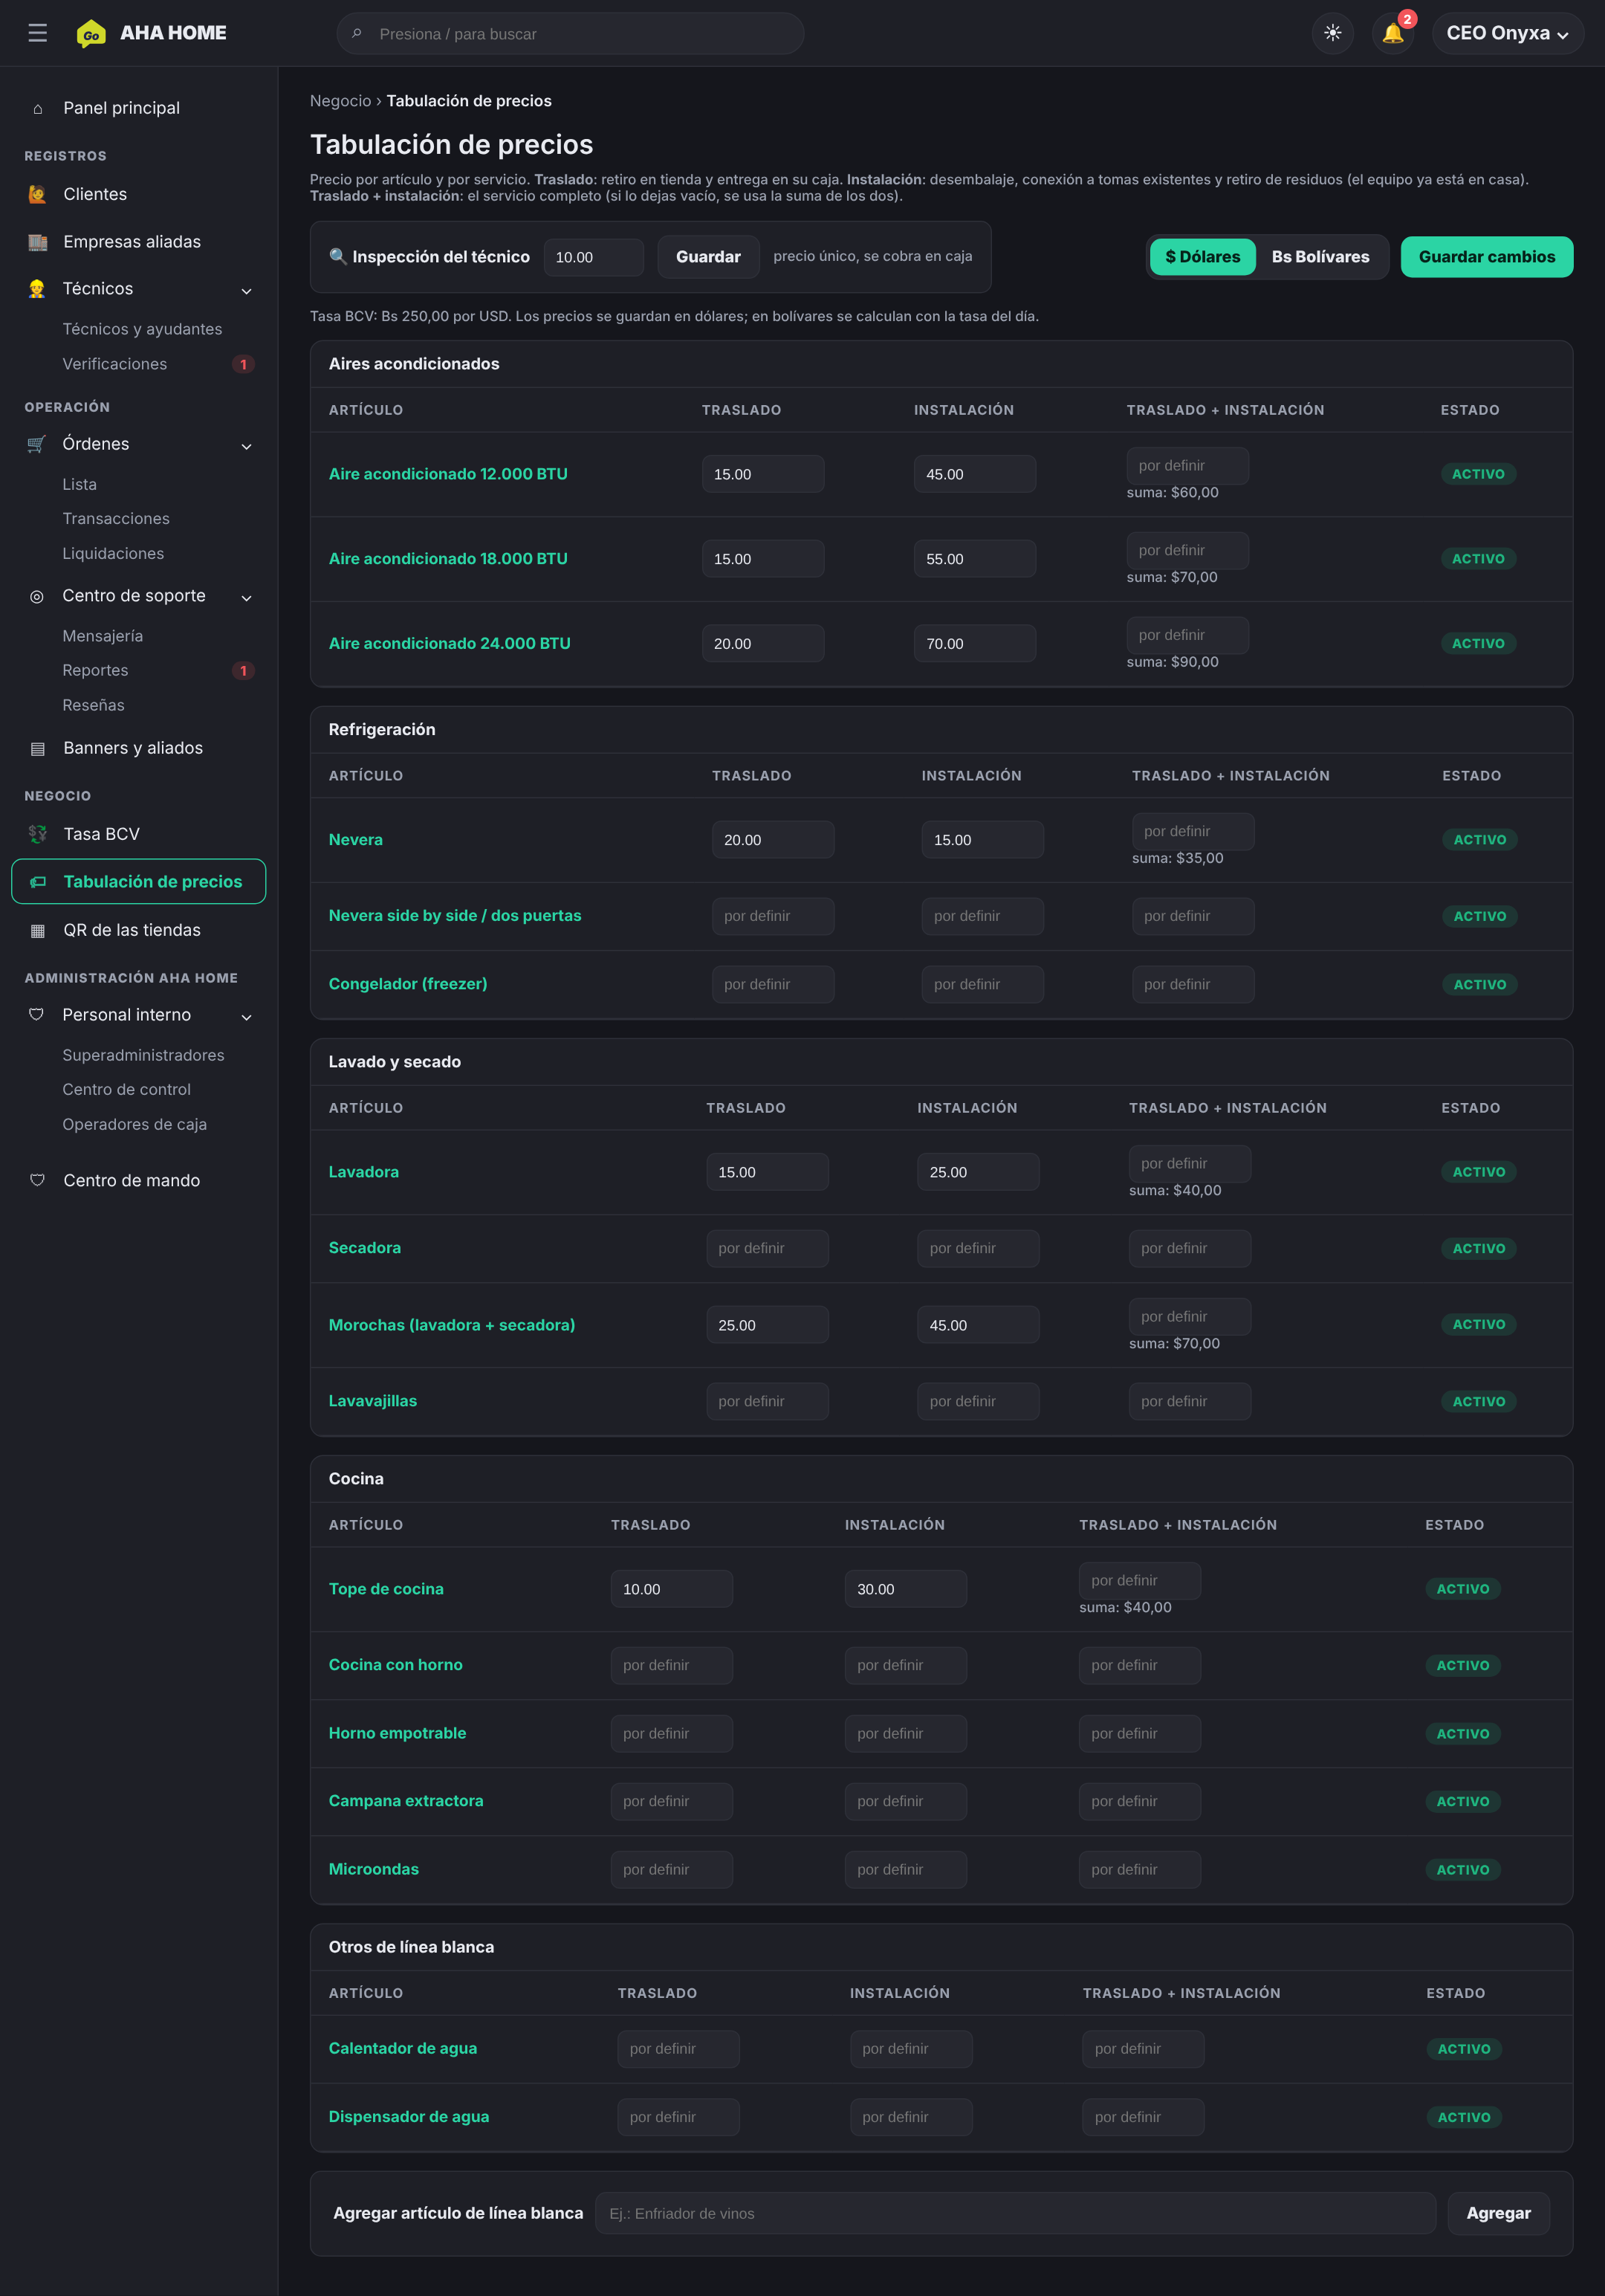 Go
AHA HOME
Presiona / para buscar
2
CEO Onyxa
Panel principal
REGISTROS
Clientes
Empresas aliadas
Técnicos
Técnicos y ayudantes
Verificaciones 1
OPERACIÓN
Órdenes
Lista
Transacciones
Liquidaciones
Centro de soporte
Mensajería
Reportes 1
Reseñas
Banners y aliados
NEGOCIO
Tasa BCV
Tabulación de precios
QR de las tiendas
ADMINISTRACIÓN AHA HOME
Personal interno
Superadministradores
Centro de control
Operadores de caja
Centro de mando
Negocio › Tabulación de precios
Tabulación de precios
Precio por artículo y por servicio. Traslado: retiro en tienda y entrega en su caja. Instalación: desembalaje, conexión a tomas existentes y retiro de residuos (el equipo ya está en casa).
Traslado + instalación: el servicio completo (si lo dejas vacío, se usa la suma de los dos).
Inspección del técnico 10.00 Guardar precio único, se cobra en caja
$ Dólares Bs Bolívares Guardar cambios
Tasa BCV: Bs 250,00 por USD. Los precios se guardan en dólares; en bolívares se calculan con la tasa del día.
Aires acondicionados
ARTÍCULO TRASLADO INSTALACIÓN TRASLADO + INSTALACIÓN ESTADO
Aire acondicionado 12.000 BTU 15.00 45.00 por definir ACTIVO
suma: $60,00
Aire acondicionado 18.000 BTU 15.00 55.00 por definir ACTIVO
suma: $70,00
Aire acondicionado 24.000 BTU 20.00 70.00 por definir ACTIVO
suma: $90,00
Refrigeración
ARTÍCULO TRASLADO INSTALACIÓN TRASLADO + INSTALACIÓN ESTADO
Nevera 20.00 15.00 por definir ACTIVO
suma: $35,00
Nevera side by side / dos puertas por definir por definir por definir ACTIVO
Congelador (freezer) por definir por definir por definir ACTIVO
Lavado y secado
ARTÍCULO TRASLADO INSTALACIÓN TRASLADO + INSTALACIÓN ESTADO
Lavadora 15.00 25.00 por definir ACTIVO
suma: $40,00
Secadora por definir por definir por definir ACTIVO
Morochas (lavadora + secadora) 25.00 45.00 por definir ACTIVO
suma: $70,00
Lavavajillas por definir por definir por definir ACTIVO
Cocina
ARTÍCULO TRASLADO INSTALACIÓN TRASLADO + INSTALACIÓN ESTADO
Tope de cocina 10.00 30.00 por definir ACTIVO
suma: $40,00
Cocina con horno por definir por definir por definir ACTIVO
Horno empotrable por definir por definir por definir ACTIVO
Campana extractora por definir por definir por definir ACTIVO
Microondas por definir por definir por definir ACTIVO
Otros de línea blanca
ARTÍCULO TRASLADO INSTALACIÓN TRASLADO + INSTALACIÓN ESTADO
Calentador de agua por definir por definir por definir ACTIVO
Dispensador de agua por definir por definir por definir ACTIVO
Agregar artículo de línea blanca Ej.: Enfriador de vinos Agregar